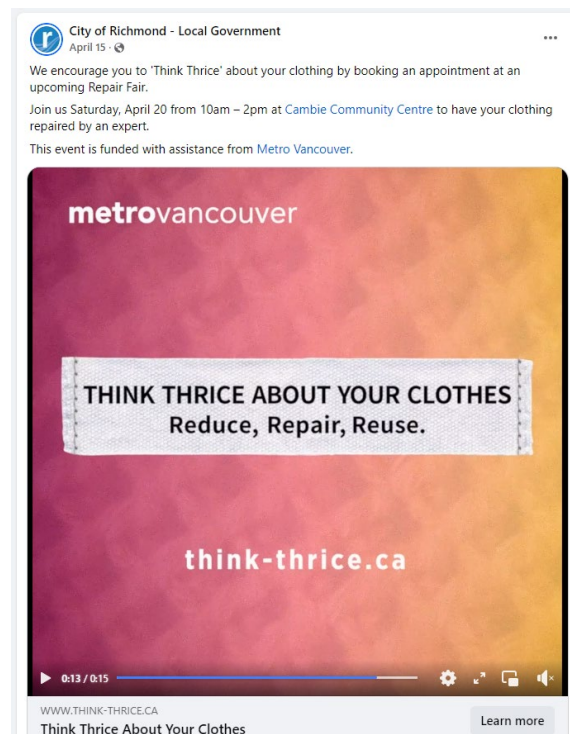 City of Richmond - Local Government
April 15 ·
We encourage you to 'Think Thrice' about your clothing by booking an appointment at an
upcoming Repair Fair.
Join us Saturday, April 20 from 10am – 2pm at Cambie Community Centre to have your clothing
repaired by an expert.
This event is funded with assistance from Metro Vancouver.
metrovancouver
THINK THRICE ABOUT YOUR CLOTHES
Reduce, Repair, Reuse.
think-thrice.ca
0:13 / 0:15
WWW.THINK-THRICE.CA
Think Thrice About Your Clothes
Learn more